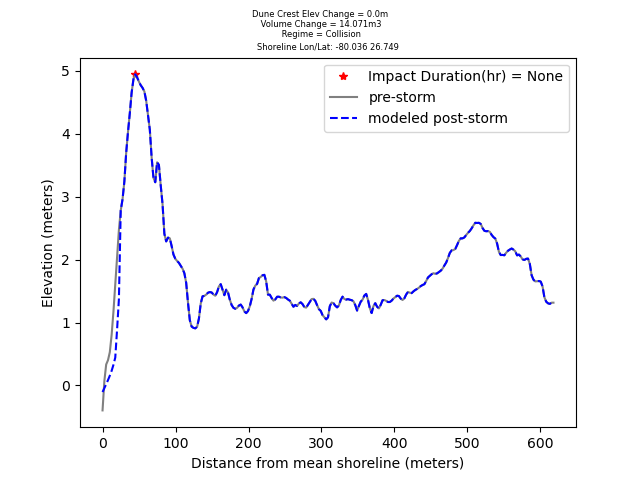 Dune Crest Elev Change = 0.0m
Volume Change = 14.071m3
Regime = Collision
Shoreline Lon/Lat: -80.036 26.749
Impact Duration(hr) = None
pre-storm
modeled post-storm
Elevation (meters)
5
4
3
2
1
0
0 100 200 300 400 500 600
Distance from mean shoreline (meters)